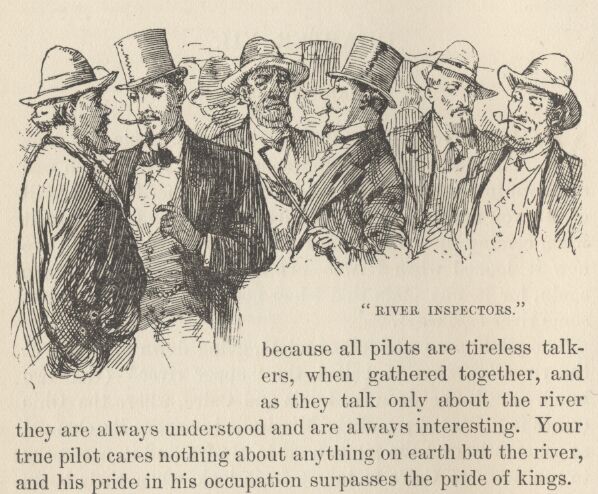 "RIVER INSPECTORS."
because all pilots are tireless talk-
ers, when gathered together, and
as they talk only about the river
they are always understood and are always interesting. Your
true pilot cares nothing about anything on earth but the river,
and his pride in his occupation surpasses the pride of kings.